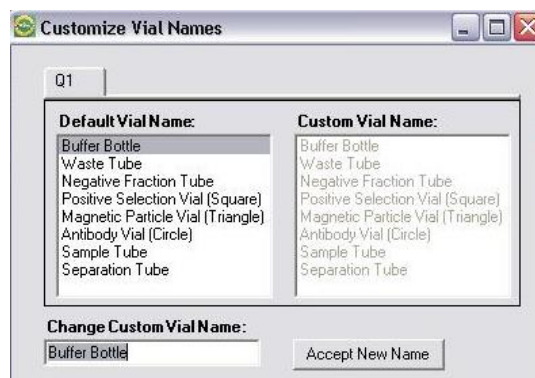 Customize Vial Names
Q1
Default Vial Name:
Buffer Bottle
Waste Tube
Negative Fraction Tube
Positive Selection Vial (Square)
Magnetic Particle Vial (Triangle)
Antibody Vial (Circle)
Sample Tube
Separation Tube
Custom Vial Name:
Buffer Bottle
Waste Tube
Negative Fraction Tube
Positive Selection Vial (Square)
Magnetic Particle Vial (Triangle)
Antibody Vial (Circle)
Sample Tube
Separation Tube
Change Custom Vial Name:
Buffer Bottle
Accept New Name